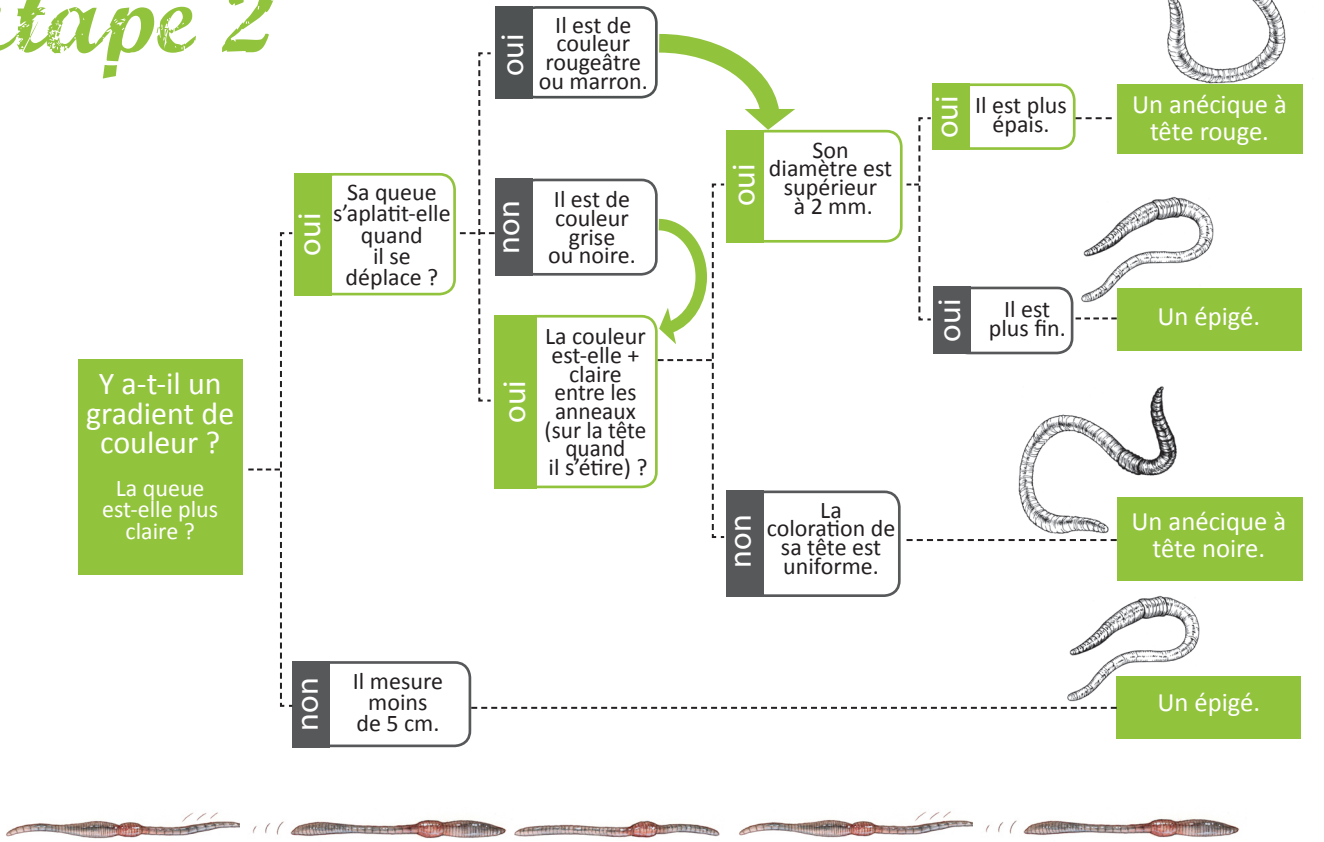 étape 2
oui
Il est de
couleur
rougeâtre
ou marron.
oui
Il est plus
épais.
Un anécique à
tête rouge.
oui
Son
diamètre est
supérieur
à 2 mm.
oui
Sa queue
s'aplatit-elle
quand
il se
déplace ?
non
Il est de
couleur
grise
ou noire.
oui
Il est
plus fin.
Un épigé.
oui
La couleur
est-elle +
claire
entre les
anneaux
(sur la tête
quand
il s'étire) ?
Y a-t-il un
gradient de
couleur ?
La queue
est-elle plus
claire ?
non
La
coloration de
sa tête est
uniforme.
Un anécique à
tête noire.
non
Il mesure
moins
de 5 cm.
Un épigé.